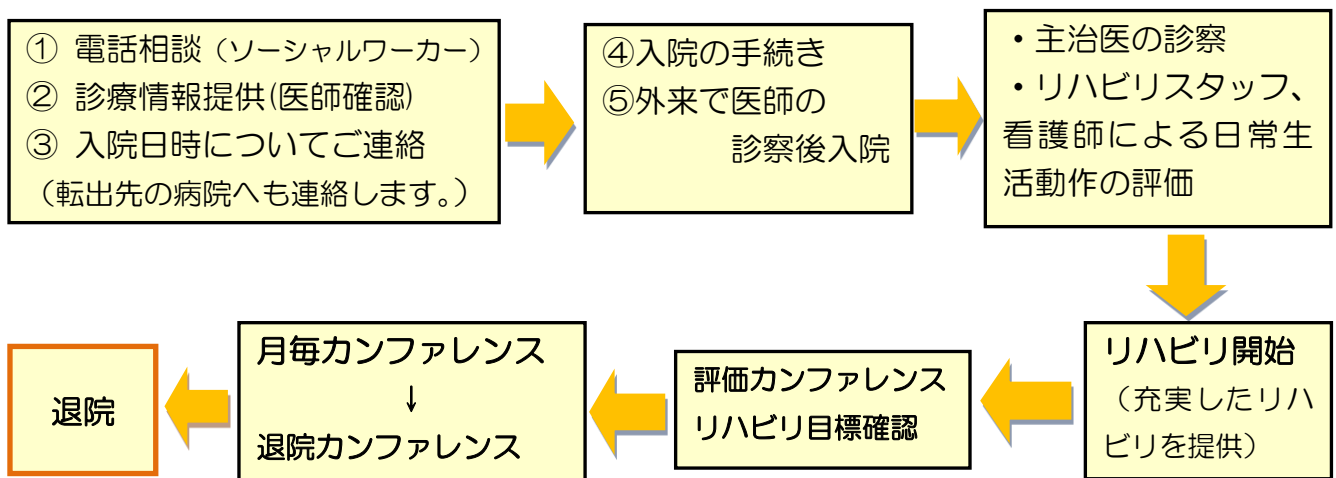 ① 電話相談（ソーシャルワーカー）
② 診療情報提供(医師確認)
③ 入院日時についてご連絡
（転出先の病院へも連絡します。）
④入院の手続き
⑤外来で医師の
診察後入院
・主治医の診察
・リハビリスタッフ、
看護師による日常生
活動作の評価
リハビリ開始
（充実したリハ
ビリを提供）
評価カンファレンス
リハビリ目標確認
月毎カンファレンス
↓
退院カンファレンス
退院